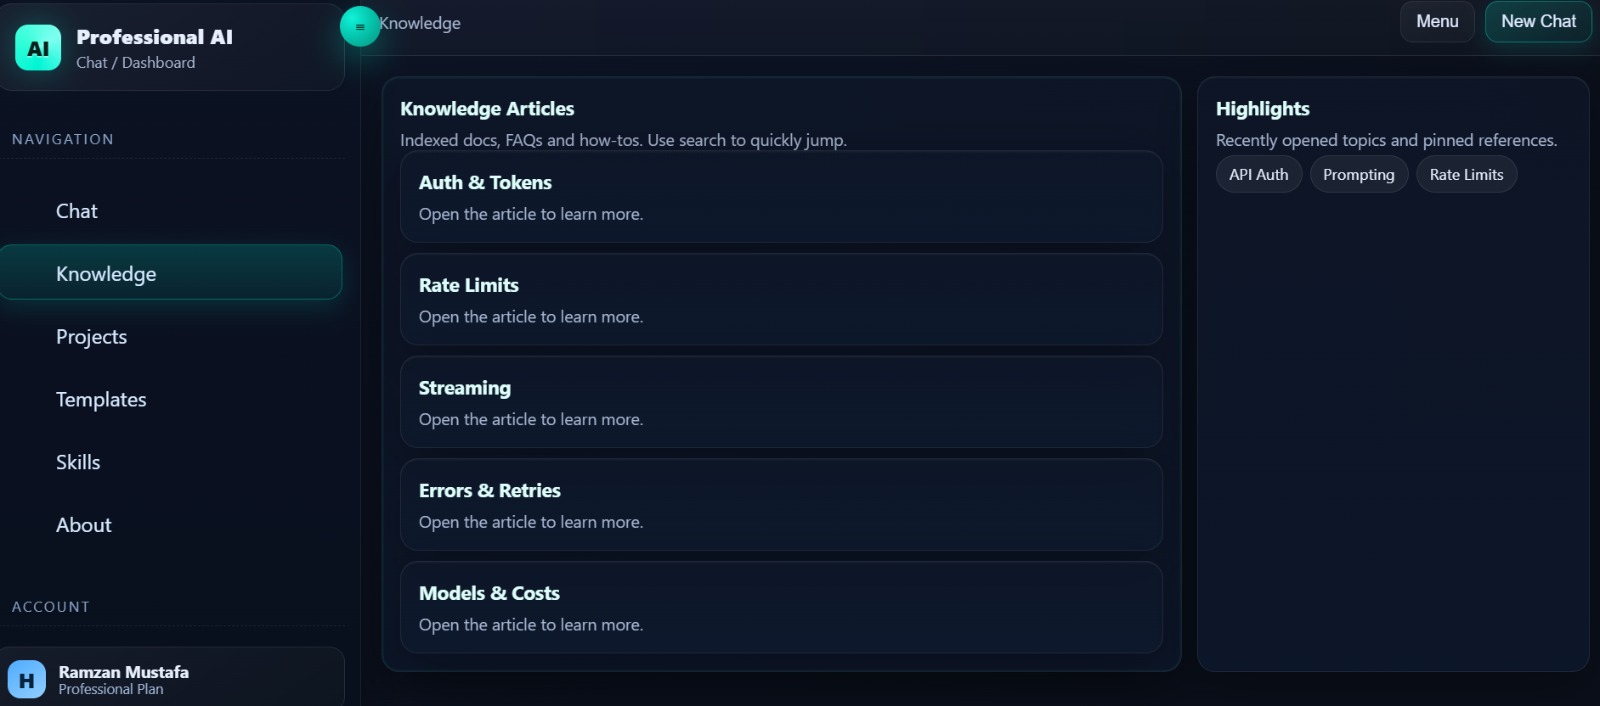 AI
Professional AI
Chat / Dashboard
NAVIGATION
Chat
Knowledge
Projects
Templates
Skills
About
ACCOUNT
H
Ramzan Mustafa
Professional Plan
Knowledge
Menu
New Chat
Knowledge Articles
Indexed docs, FAQs and how-tos. Use search to quickly jump.
Auth & Tokens
Open the article to learn more.
Rate Limits
Open the article to learn more.
Streaming
Open the article to learn more.
Errors & Retries
Open the article to learn more.
Models & Costs
Open the article to learn more.
Highlights
Recently opened topics and pinned references.
API Auth Prompting Rate Limits